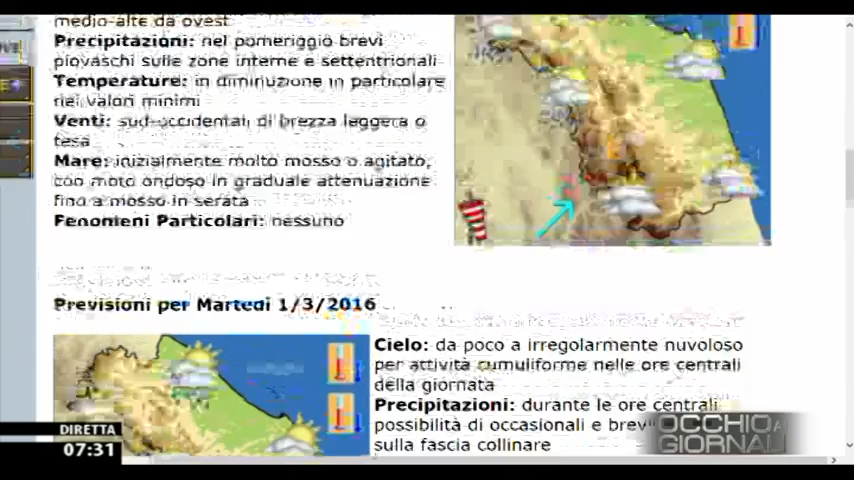 medio-alte da ovest
Precipitazioni: nel pomeriggio brevi
piovaschi sulle zone interne e settentrionali
Temperature: in diminuzione in particolare
nei valori minimi
Venti: sud-occidentali di brezza leggera o
tesa
Mare: inizialmente molto mosso o agitato,
con moto ondoso in graduale attenuazione
fino a mosso in serata
Fenomeni Particolari: nessuno
Previsioni per Martedì 1/3/2016
Cielo: da poco a irregolarmente nuvoloso
per attività cumuliforme nelle ore centrali
della giornata
Precipitazioni: durante le ore centrali
possibilità di occasionali e brevi
sulla fascia collinare
DIRETTA
07:31
OCCHIO AI
GIORNALI